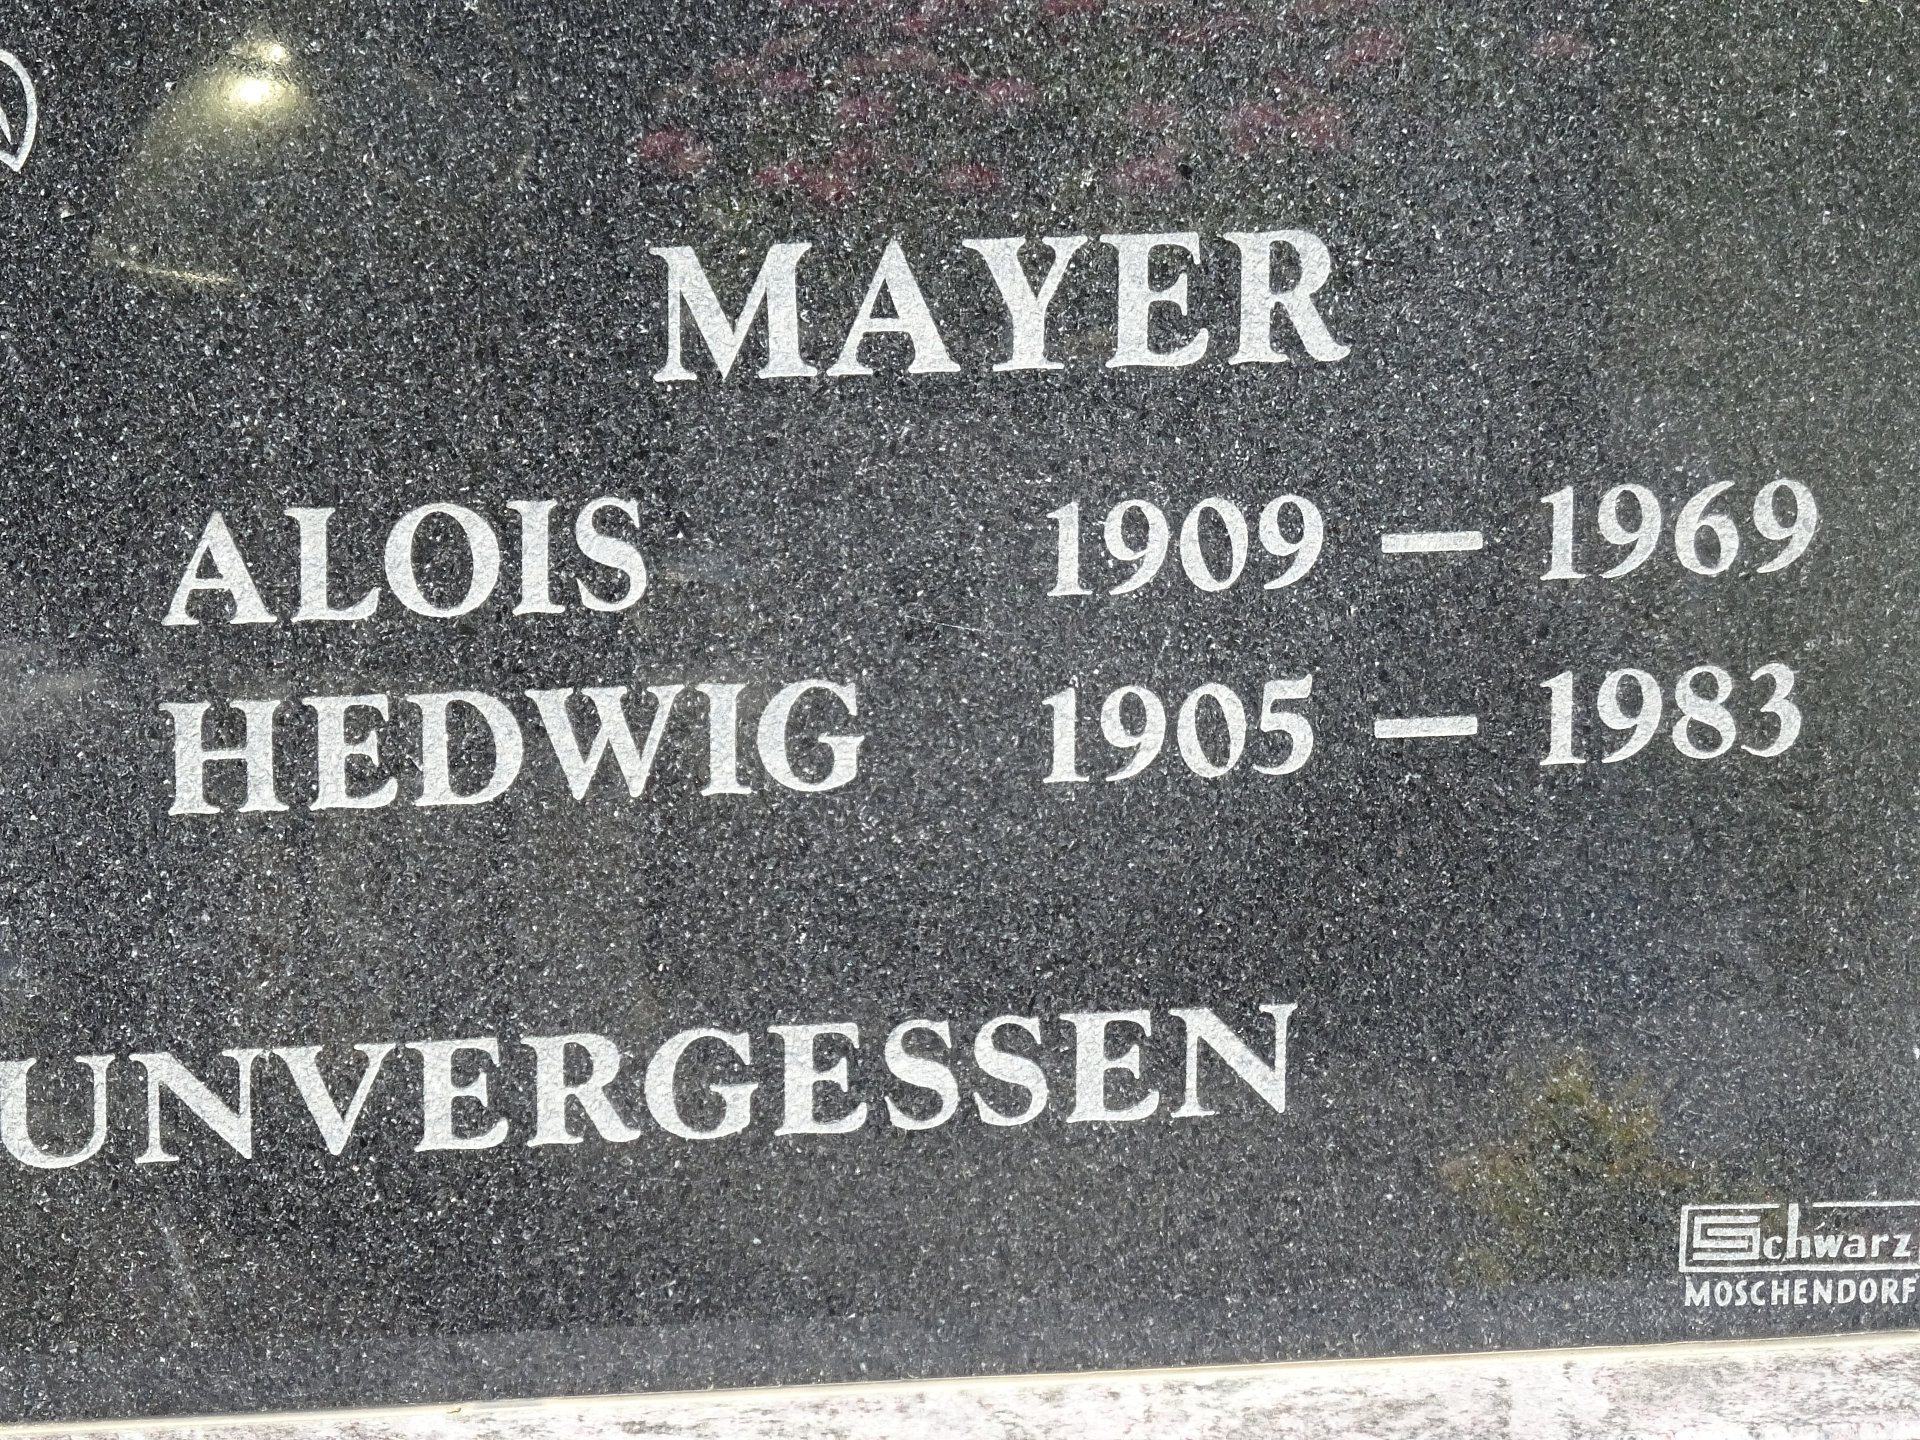 MAYER
ALOIS 1909 — 1969
HEDWIG 1905 — 1983
UNVERGESSEN
Schwarz
MOSCHENDORF